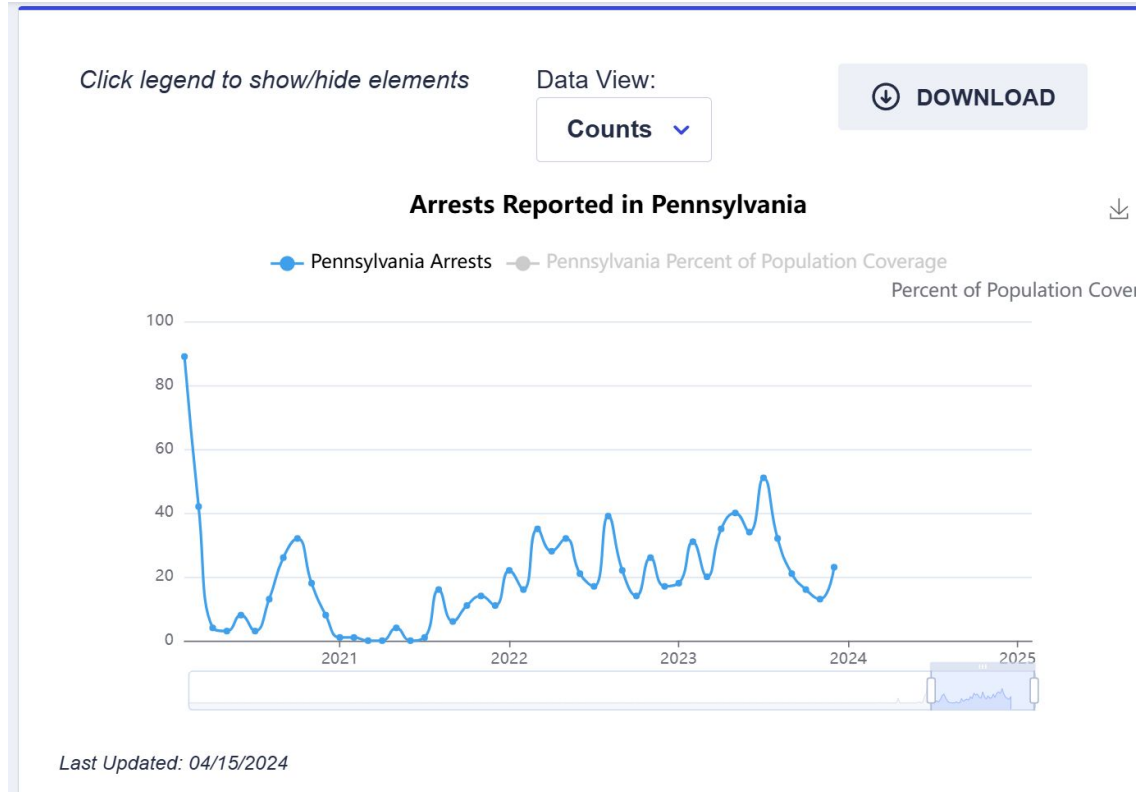 Click legend to show/hide elements
Data View:
Counts
DOWNLOAD
Arrests Reported in Pennsylvania
Pennsylvania Arrests
Pennsylvania Percent of Population Coverage
Percent of Population Cover
100
80
60
40
20
0
2021
2022
2023
2024
2025
Last Updated: 04/15/2024